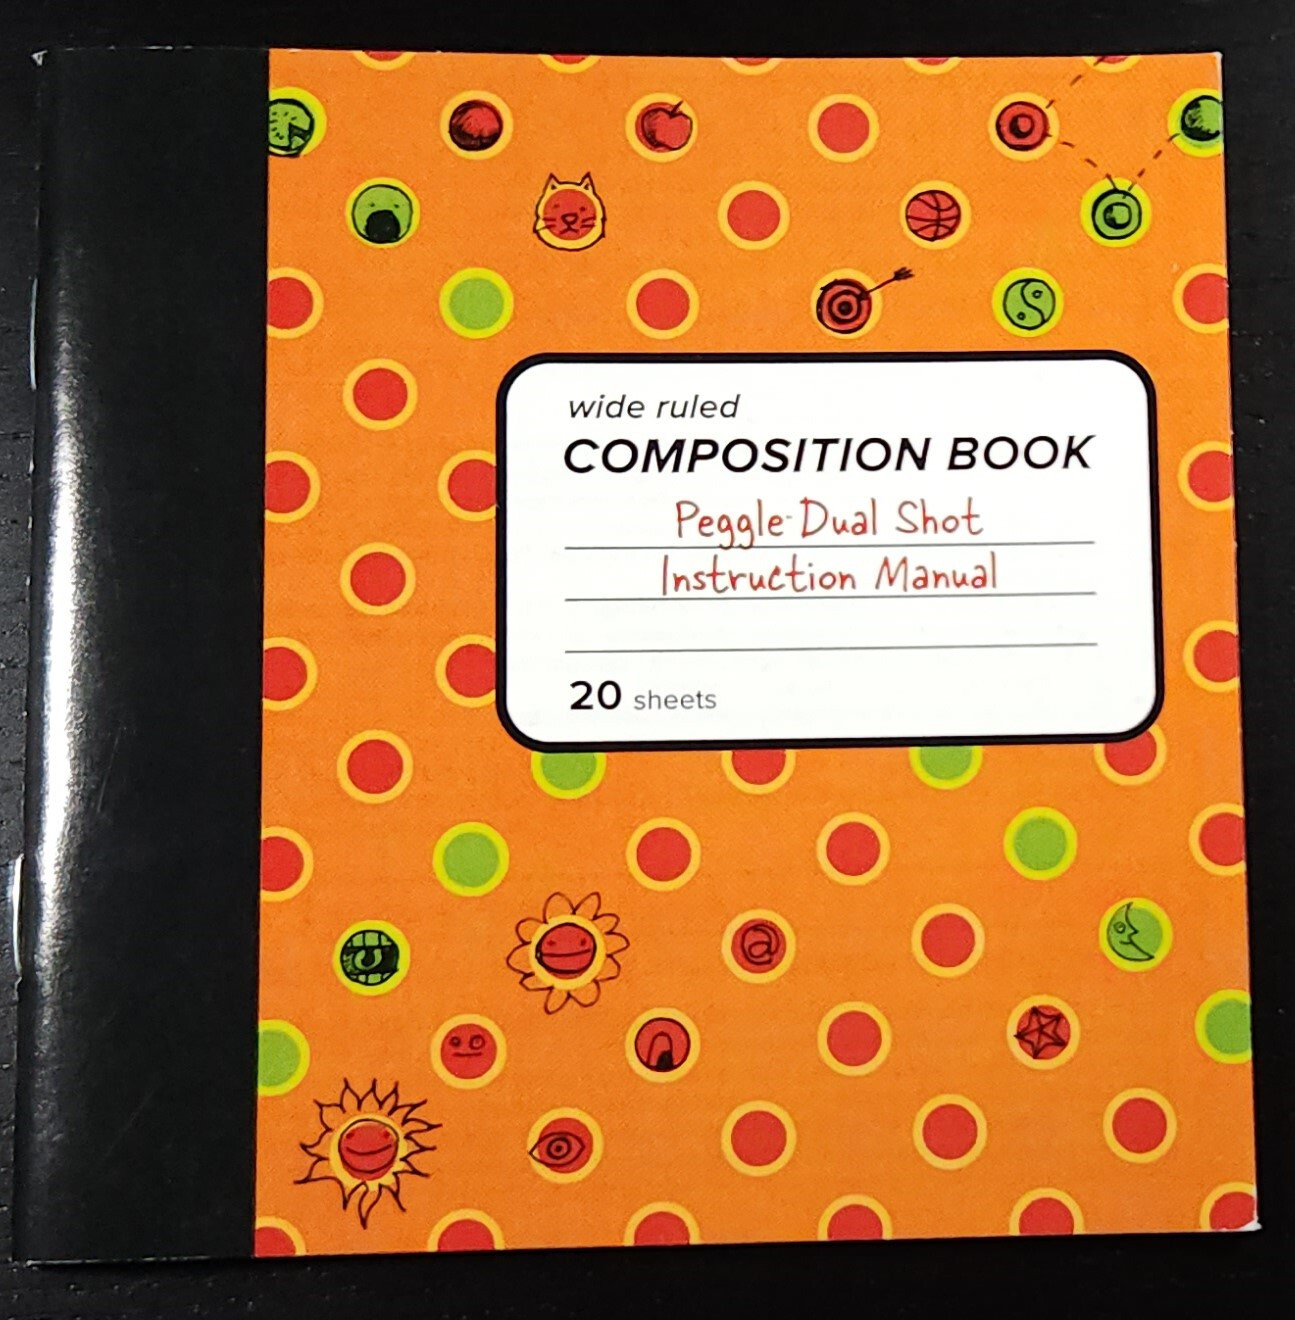 wide ruled
COMPOSITION BOOK
Peggle Dual Shot
Instruction Manual
20 sheets